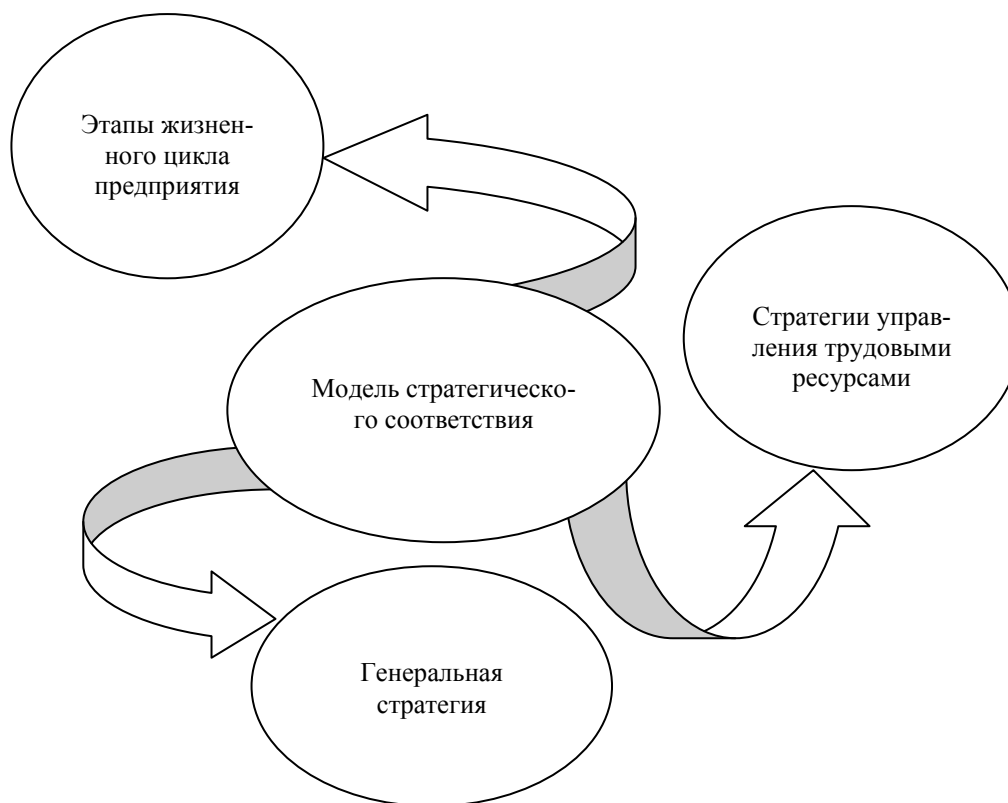 Этапы жизнен-
ного цикла
предприятия
Стратегии управ-
ления трудовыми
ресурсами
Модель стратегическо-
го соответствия
Генеральная
стратегия